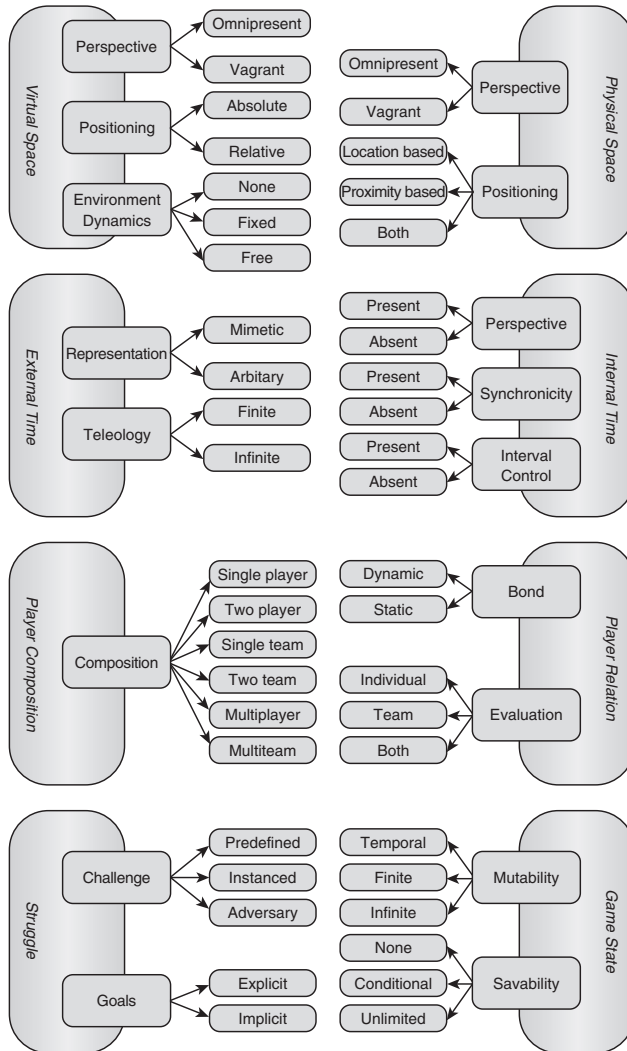 Virtual Space
Perspective
Omnipresent
Vagrant
Positioning
Absolute
Relative
Environment
Dynamics
None
Fixed
Free
Physical Space
Perspective
Omnipresent
Vagrant
Positioning
Location based
Proximity based
Both
External Time
Representation
Mimetic
Arbitary
Teleology
Finite
Infinite
Internal Time
Perspective
Present
Absent
Synchronicity
Present
Absent
Interval
Control
Present
Absent
Player Composition
Composition
Single player
Two player
Single team
Two team
Multiplayer
Multiteam
Player Relation
Bond
Dynamic
Static
Evaluation
Individual
Team
Both
Struggle
Challenge
Predefined
Instanced
Adversary
Goals
Explicit
Implicit
Game State
Mutability
Temporal
Finite
Infinite
Savability
None
Conditional
Unlimited